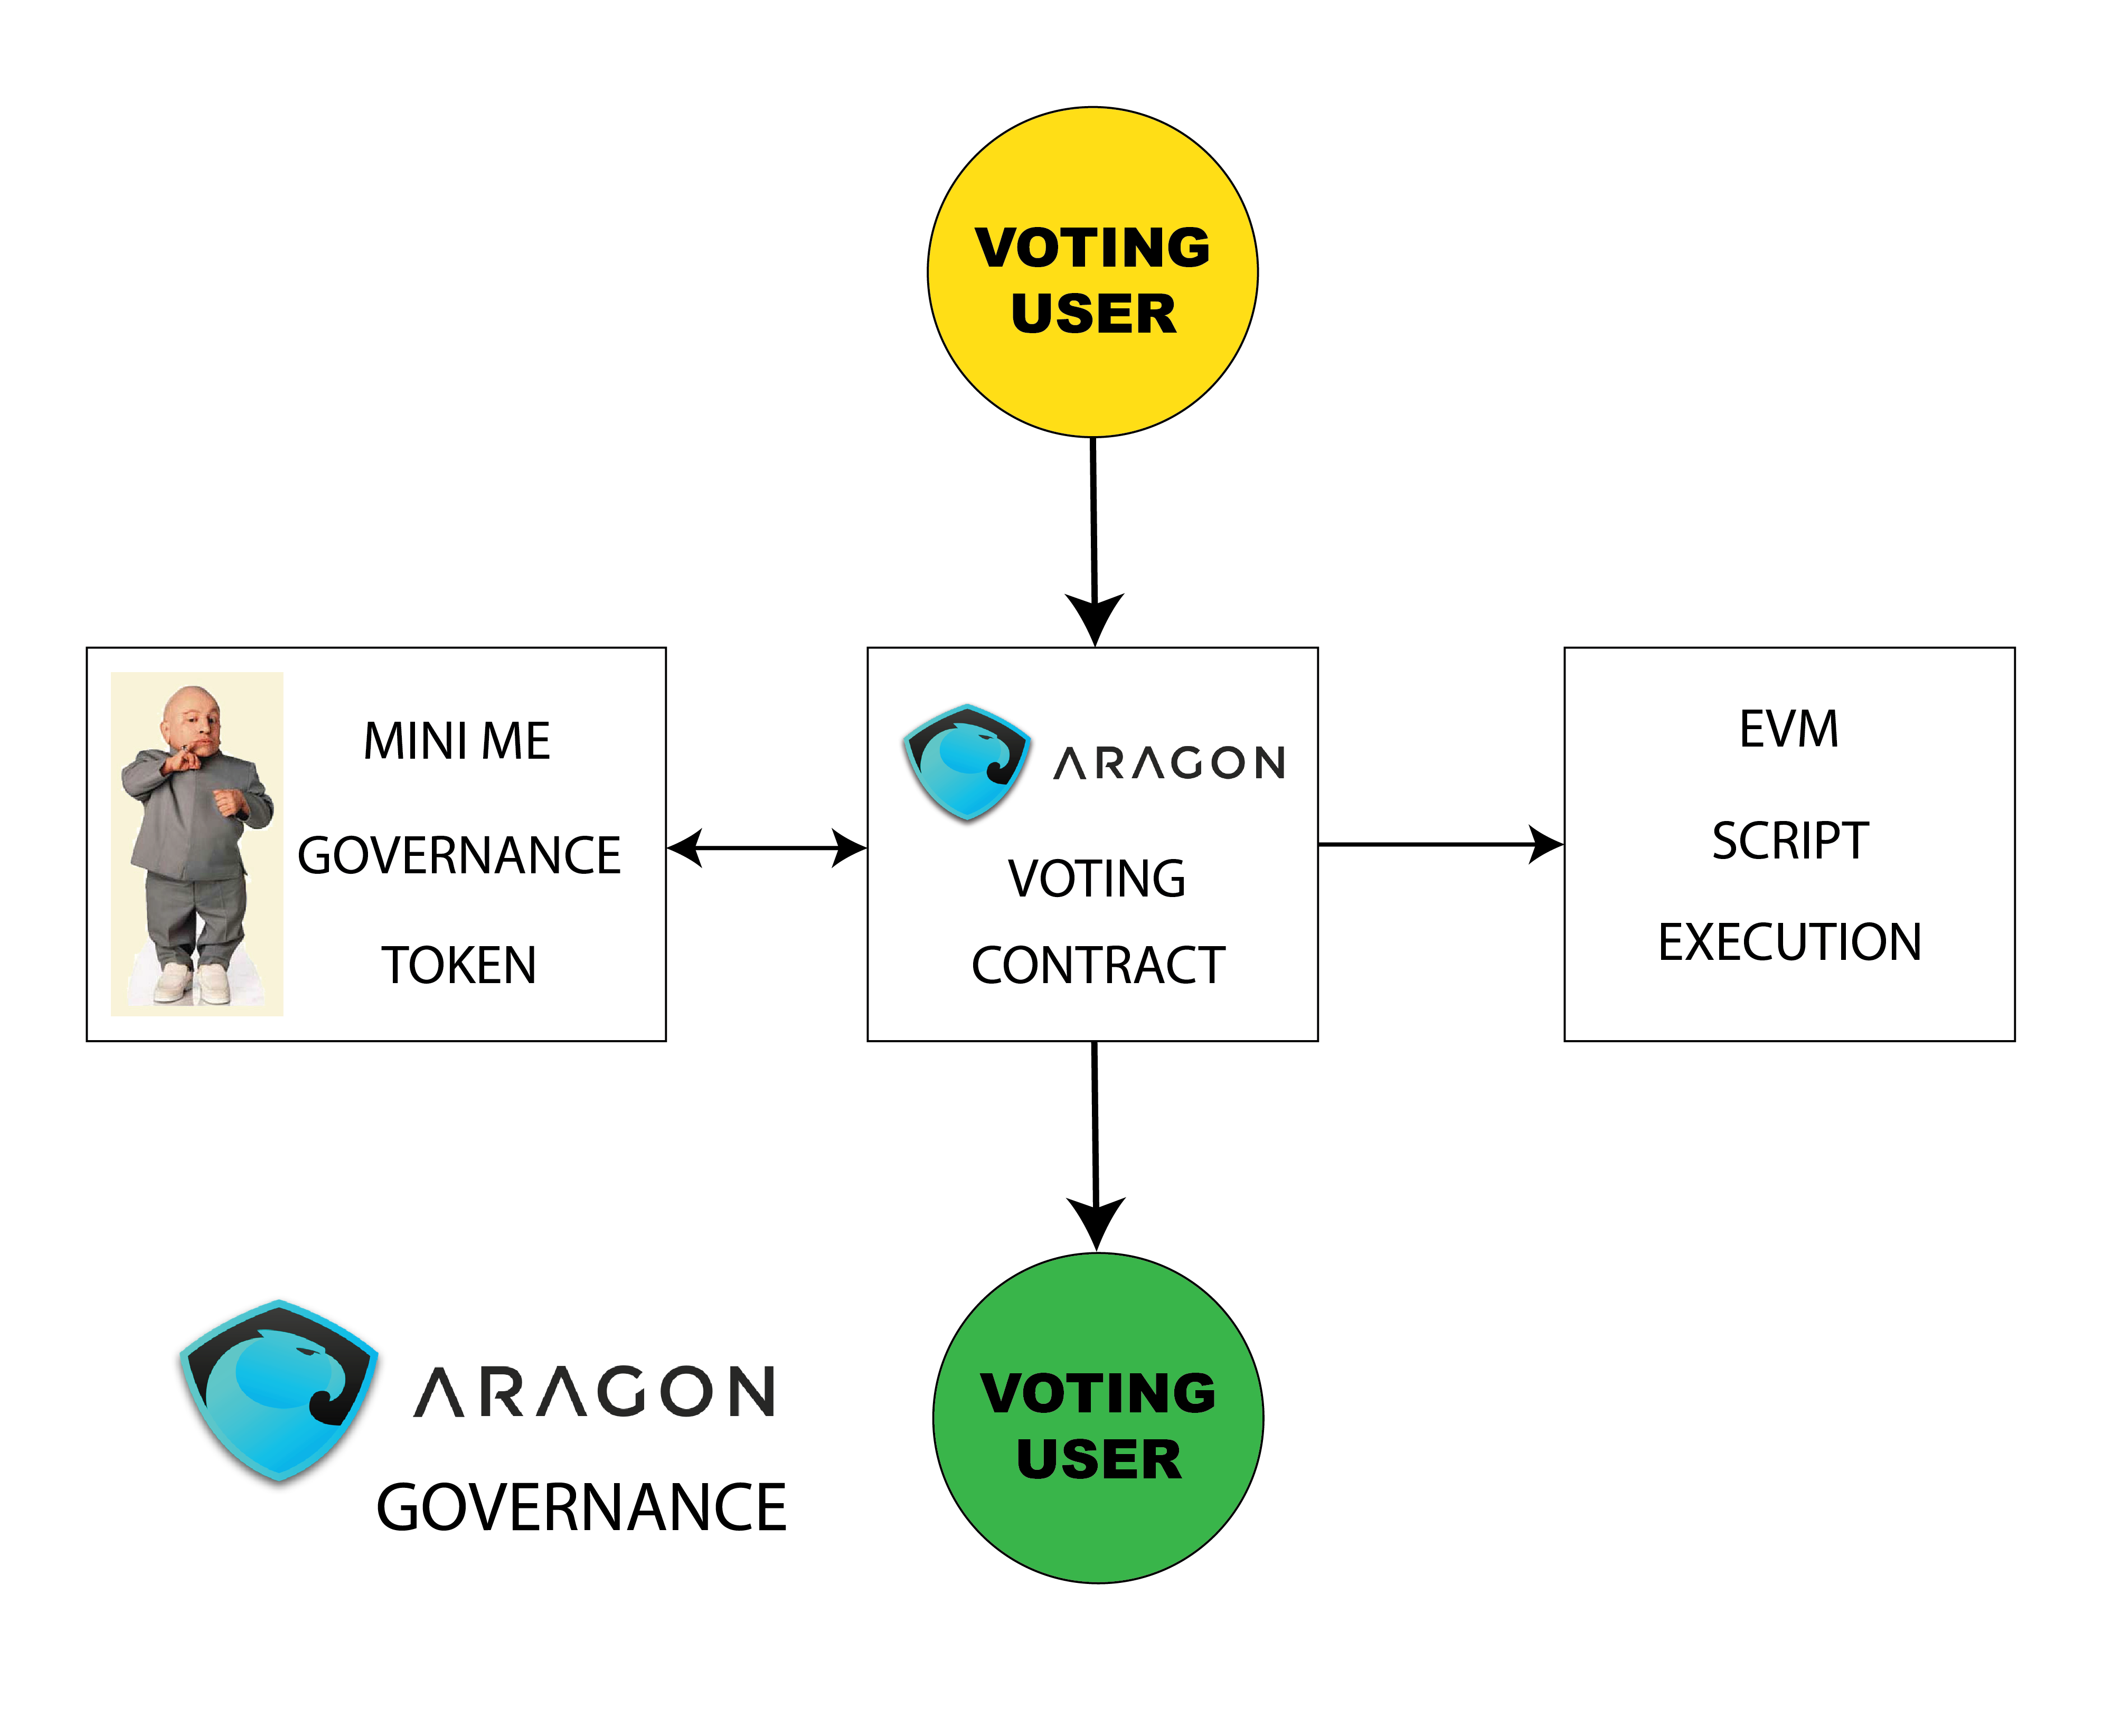 VOTING
USER
MINI ME
GOVERNANCE
TOKEN
ARAGON
VOTING
CONTRACT
EVM
SCRIPT
EXECUTION
VOTING
USER
ARAGON
GOVERNANCE